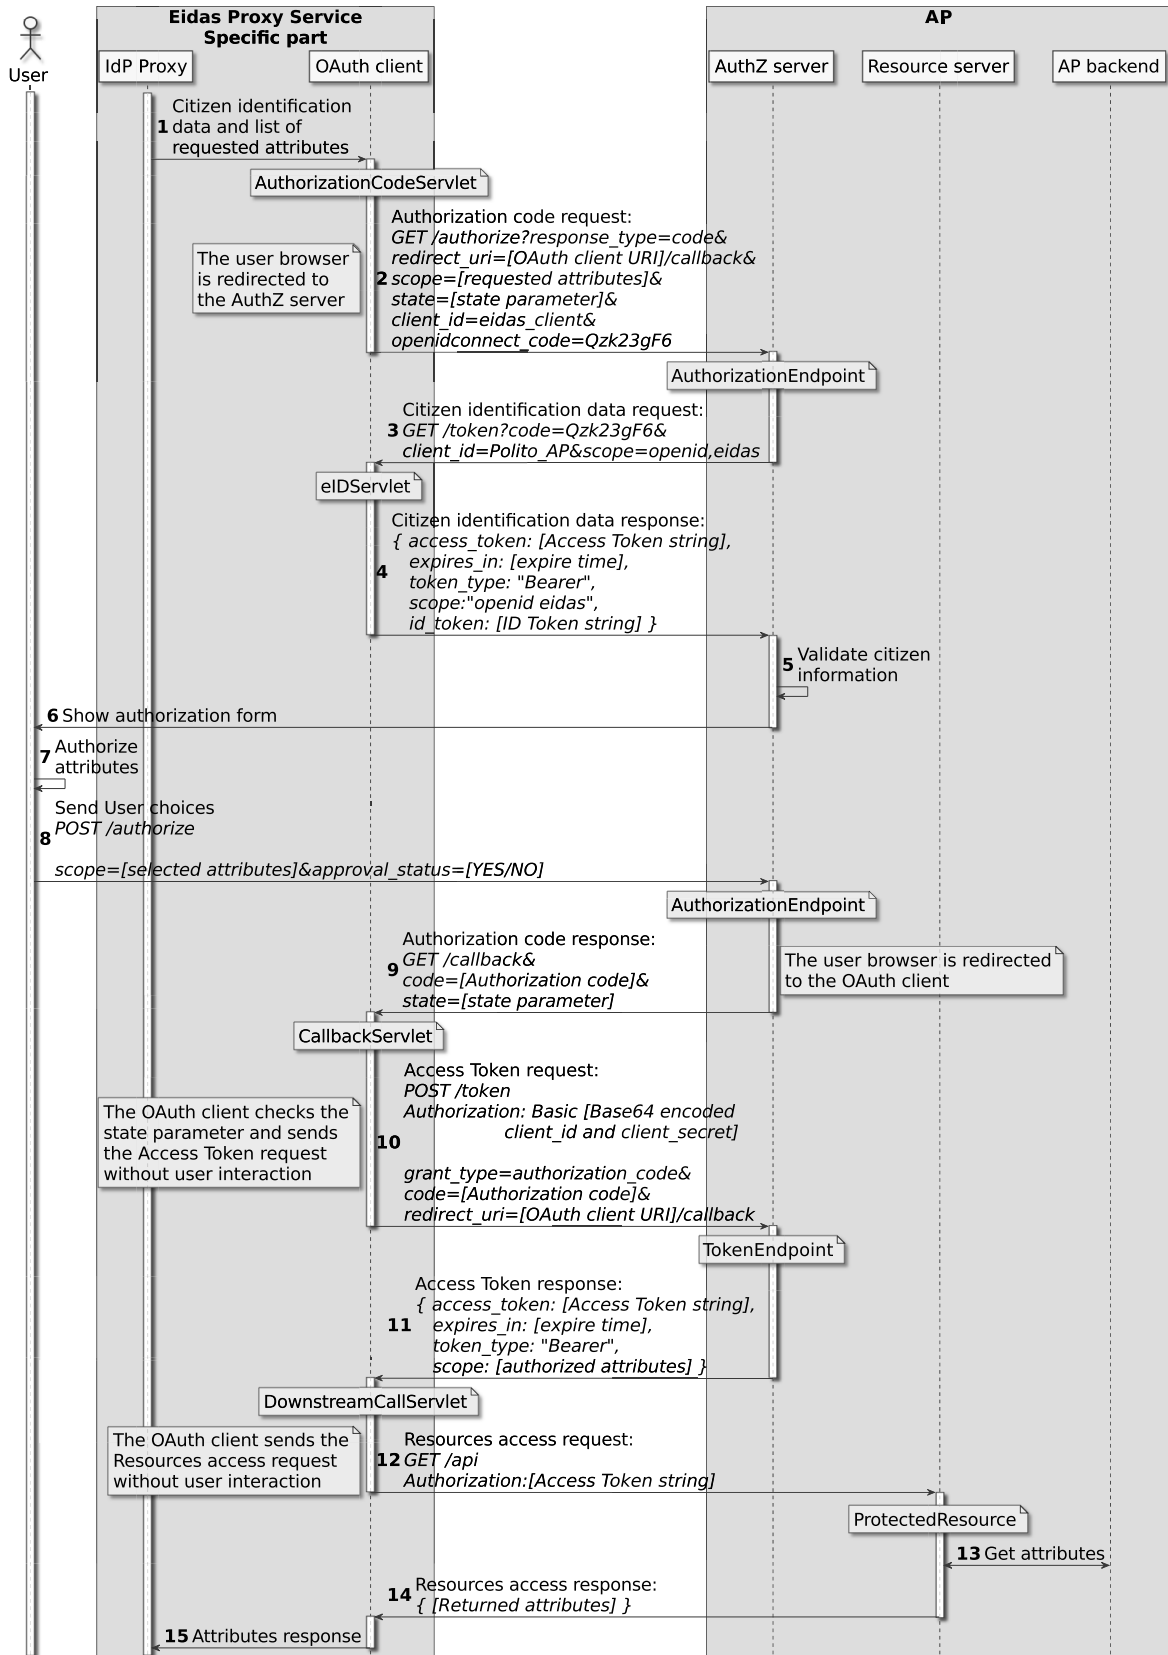 Eidas Proxy Service
Specific part
AP
User
IdP Proxy
OAuth client
AuthZ server
Resource server
AP backend
1 Citizen identification
data and list of
requested attributes
AuthorizationCodeServlet
The user browser
is redirected to
the AuthZ server
2 Authorization code request:
GET /authorize?response_type=code&
redirect_uri=[OAuth client URI]/callback&
scope=[requested attributes]&
state=[state parameter]&
client_id=eidas_client&
openidconnect_code=Qzk23gF6
AuthorizationEndpoint
3 Citizen identification data request:
GET /token?code=Qzk23gF6&
client_id=Polito_AP&scope=openid,eidas
eIDServlet
4 Citizen identification data response:
{ access_token: [Access Token string],
expires_in: [expire time],
token_type: "Bearer",
scope:"openid eidas",
id_token: [ID Token string] }
5 Validate citizen
information
6 Show authorization form
7 Authorize
attributes
8 Send User choices
POST /authorize
scope=[selected attributes]&approval_status=[YES/NO]
AuthorizationEndpoint
9 Authorization code response:
GET /callback&
code=[Authorization code]&
state=[state parameter]
The user browser is redirected
to the OAuth client
CallbackServlet
The OAuth client checks the
state parameter and sends
the Access Token request
without user interaction
10 Access Token request:
POST /token
Authorization: Basic [Base64 encoded
client_id and client_secret]
grant_type=authorization_code&
code=[Authorization code]&
redirect_uri=[OAuth client URI]/callback
TokenEndpoint
11 Access Token response:
{ access_token: [Access Token string],
expires_in: [expire time],
token_type: "Bearer",
scope: [authorized attributes] }
DownstreamCallServlet
The OAuth client sends the
Resources access request
without user interaction
12 Resources access request:
GET /api
Authorization:[Access Token string]
ProtectedResource
13 Get attributes
14 Resources access response:
{ [Returned attributes] }
15 Attributes response